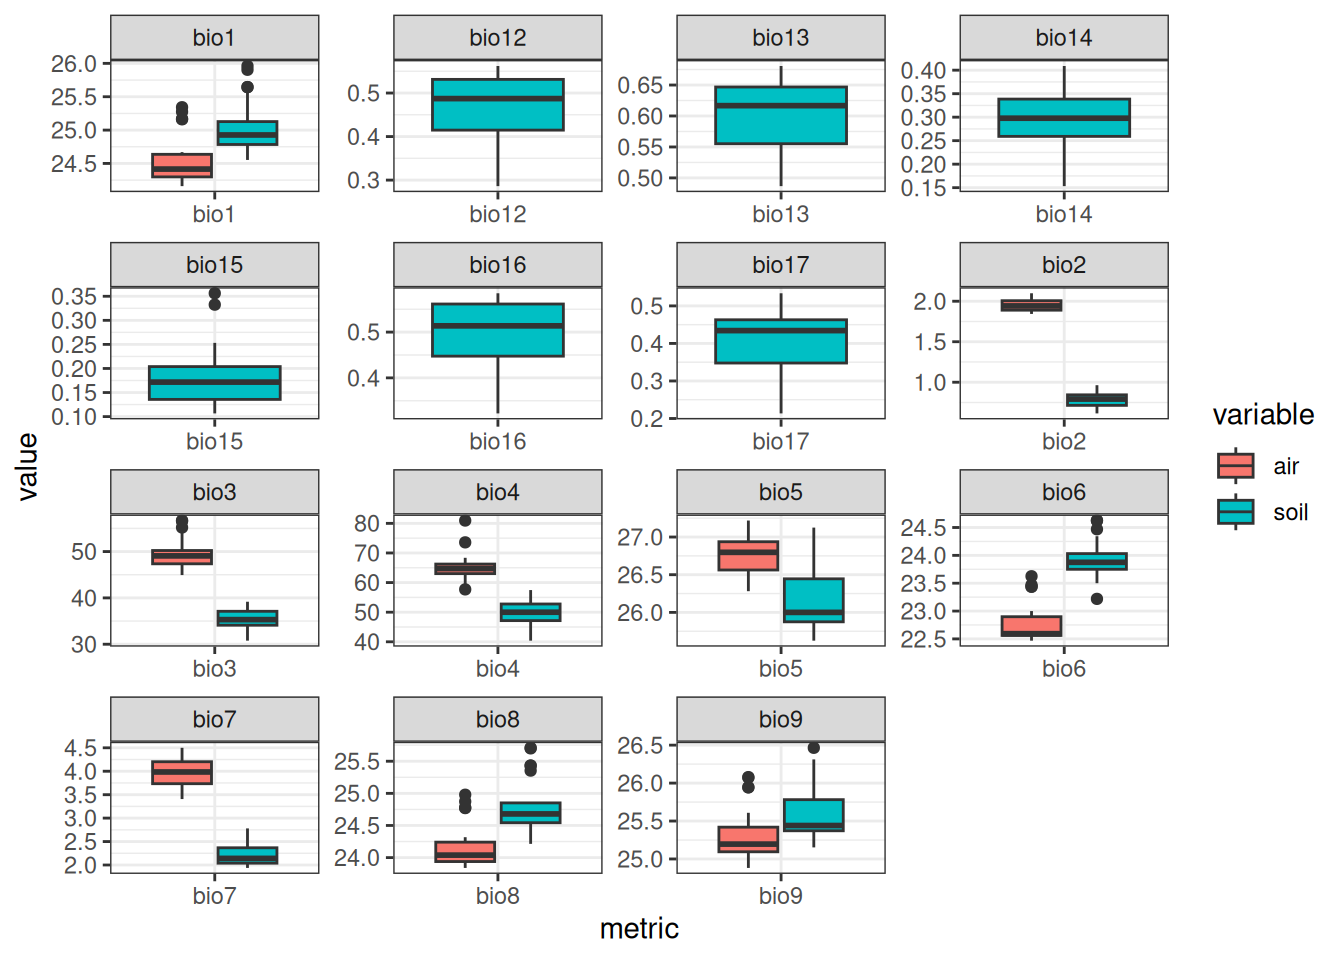 bio1
bio12
bio13
bio14
26.0
25.5
25.0
24.5
0.5
0.4
0.3
0.65
0.60
0.55
0.50
0.40
0.35
0.30
0.25
0.20
0.15
bio1
bio12
bio13
bio14
bio15
bio16
bio17
bio2
0.35
0.30
0.25
0.20
0.15
0.10
0.5
0.4
0.5
0.4
0.3
0.2
2.0
1.5
1.0
bio15
bio16
bio17
bio2
bio3
bio4
bio5
bio6
50
40
30
80
70
60
50
40
27.0
26.5
26.0
24.5
24.0
23.5
23.0
22.5
bio3
bio4
bio5
bio6
bio7
bio8
bio9
4.5
4.0
3.5
3.0
2.5
2.0
25.5
25.0
24.5
24.0
26.5
26.0
25.5
25.0
bio7
bio8
bio9
metric
value
variable
air
soil